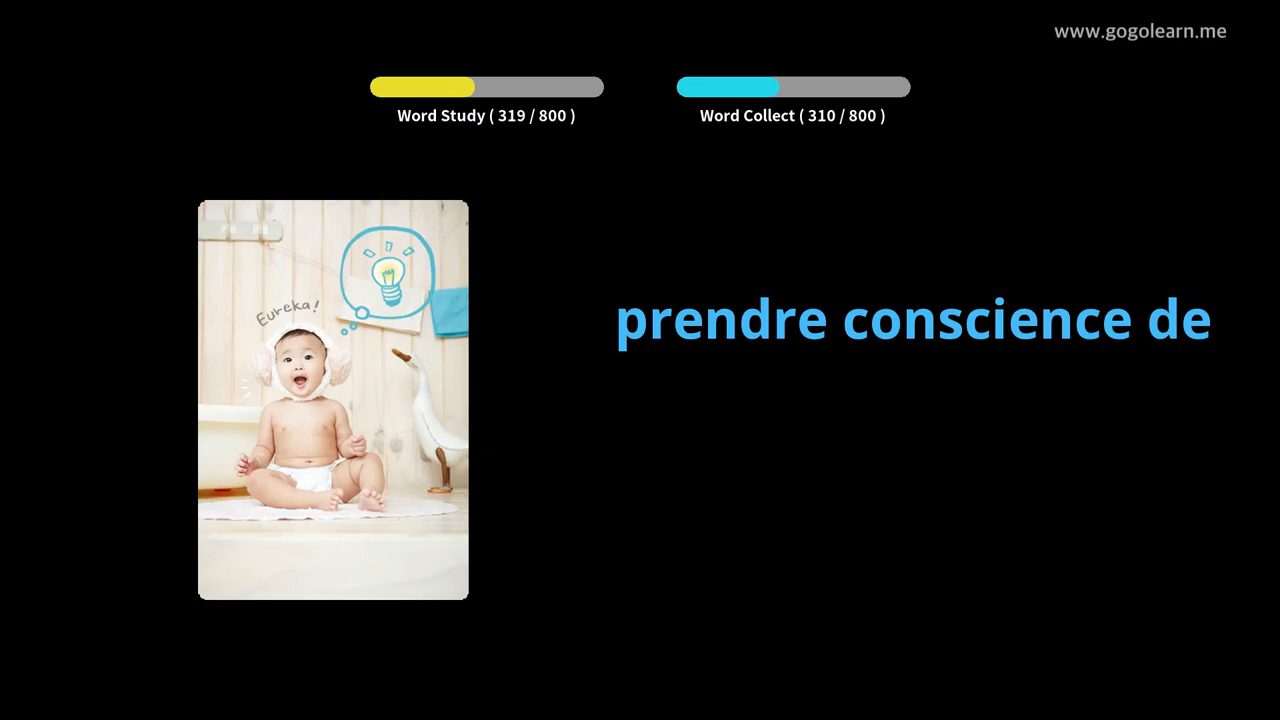 www.gogolearn.me
Word Study ( 319 / 800 )
Word Collect ( 310 / 800 )
Eureka!
prendre conscience de